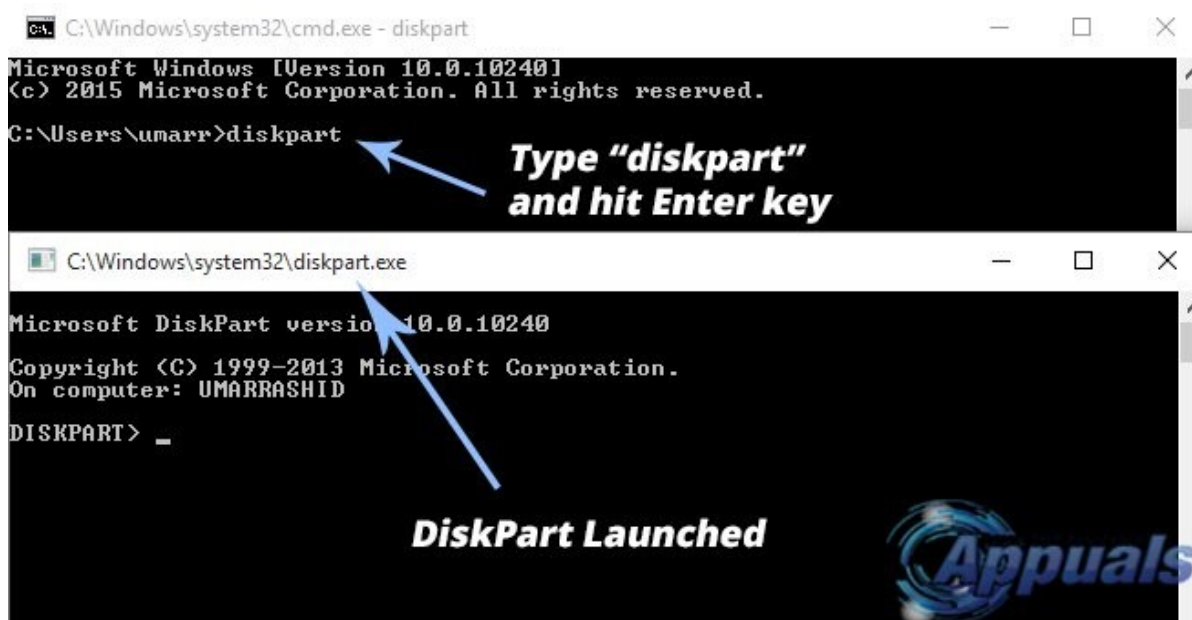 C:\Windows\system32\cmd.exe - diskpart
Microsoft Windows [Version 10.0.10240]
(c) 2015 Microsoft Corporation. All rights reserved.
C:\Users\umarr>diskpart
Type “diskpart”
and hit Enter key
C:\Windows\system32\diskpart.exe
Microsoft DiskPart version 10.0.10240
Copyright (C) 1999-2013 Microsoft Corporation.
On computer: UMARRASHID
DISKPART> _
DiskPart Launched
Appuals